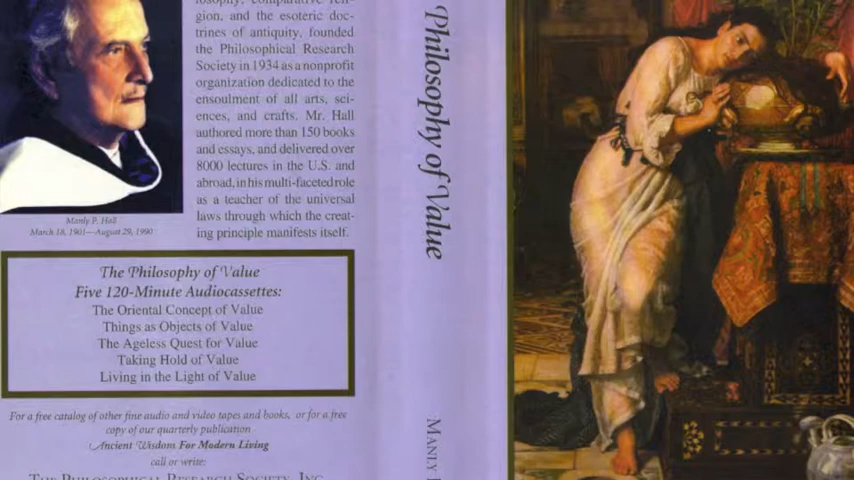 losophy, comparative reli-
gion, and the esoteric doc-
trines of antiquity, founded
the Philosophical Research
Society in 1934 as a nonprofit
organization dedicated to the
ensoulment of all arts, sci-
ences, and crafts. Mr. Hall
authored more than 150 books
and essays, and delivered over
8000 lectures in the U.S. and
abroad, in his multi-faceted role
as a teacher of the universal
laws through which the creat-
ing principle manifests itself.
Manly P. Hall
March 18, 1901—August 29, 1990
The Philosophy of Value
Five 120-Minute Audiocassettes:
The Oriental Concept of Value
Things as Objects of Value
The Ageless Quest for Value
Taking Hold of Value
Living in the Light of Value
For a free catalog of other fine audio and video tapes and books, or for a free
copy of our quarterly publication
Ancient Wisdom For Modern Living
call or write:
THE PHILOSOPHICAL RESEARCH SOCIETY, INC.
Philosophy of Value
MANLY